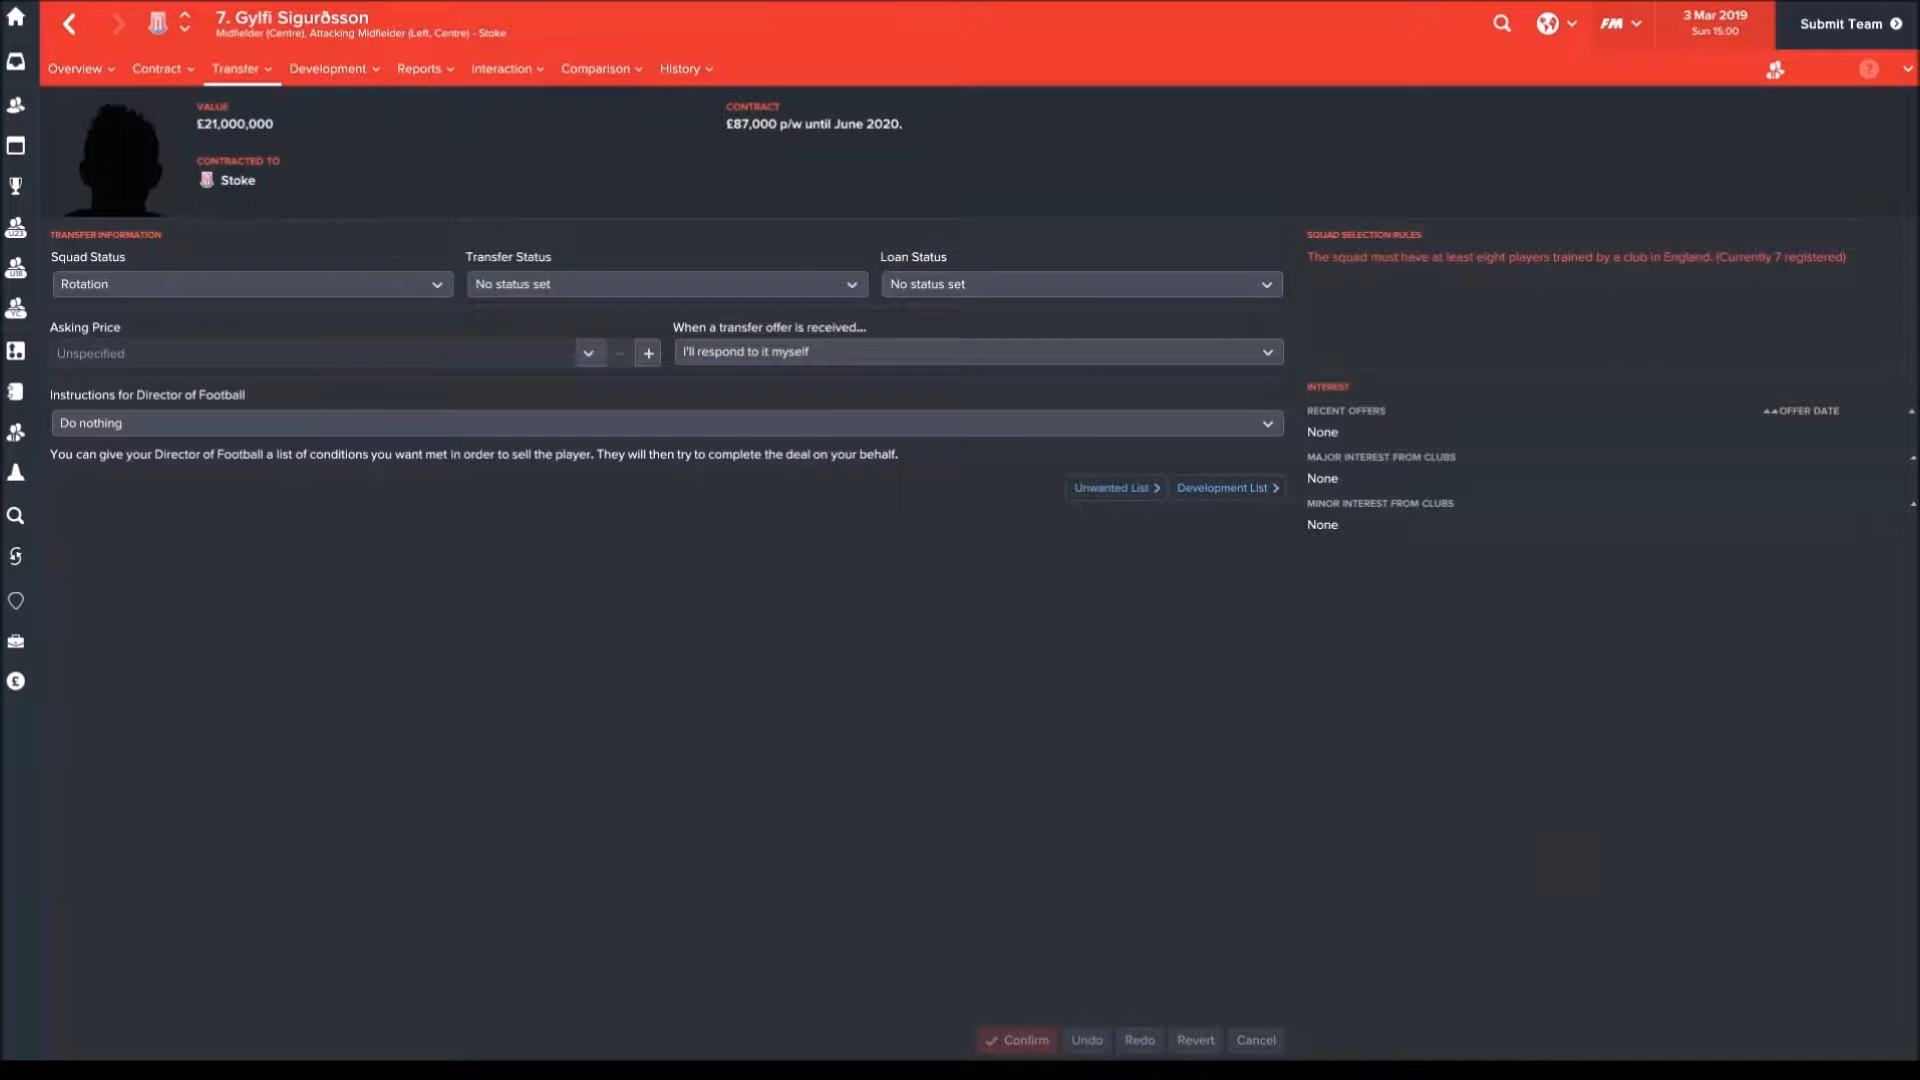 7. Gylfi Sigurðsson
Midfielder (Centre), Attacking Midfielder (Left, Centre) - Stoke
FM
3 Mar 2019
Sun 15:00
Submit Team
Overview
Contract
Transfer
Development
Reports
Interaction
Comparison
History
?
VALUE
£21,000,000
CONTRACT
£87,000 p/w until June 2020.
CONTRACTED TO
Stoke
TRANSFER INFORMATION
Squad Status
Transfer Status
Loan Status
Rotation
No status set
No status set
Asking Price
When a transfer offer is received...
Unspecified
I'll respond to it myself
Instructions for Director of Football
Do nothing
You can give your Director of Football a list of conditions you want met in order to sell the player. They will then try to complete the deal on your behalf.
Unwanted List
Development List
SQUAD SELECTION RULES
The squad must have at least eight players trained by a club in England. (Currently 7 registered)
INTEREST
RECENT OFFERS
OFFER DATE
None
MAJOR INTEREST FROM CLUBS
None
MINOR INTEREST FROM CLUBS
None
U23
U18
Confirm
Undo
Redo
Revert
Cancel